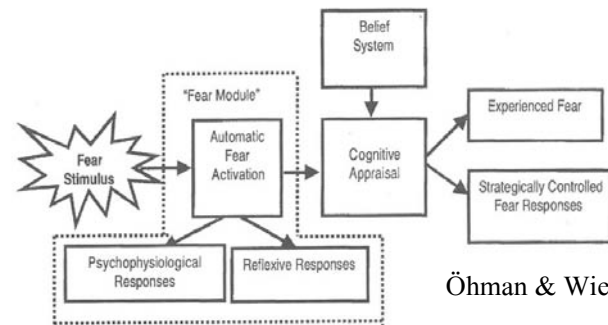 Belief
System
"Fear Module"
Experienced Fear
Automatic
Fear
Activation
Cognitive
Appraisal
Fear
Stimulus
Strategically Controlled
Fear Responses
Psychophysiological
Responses
Reflexive Responses
Öhman & Wie